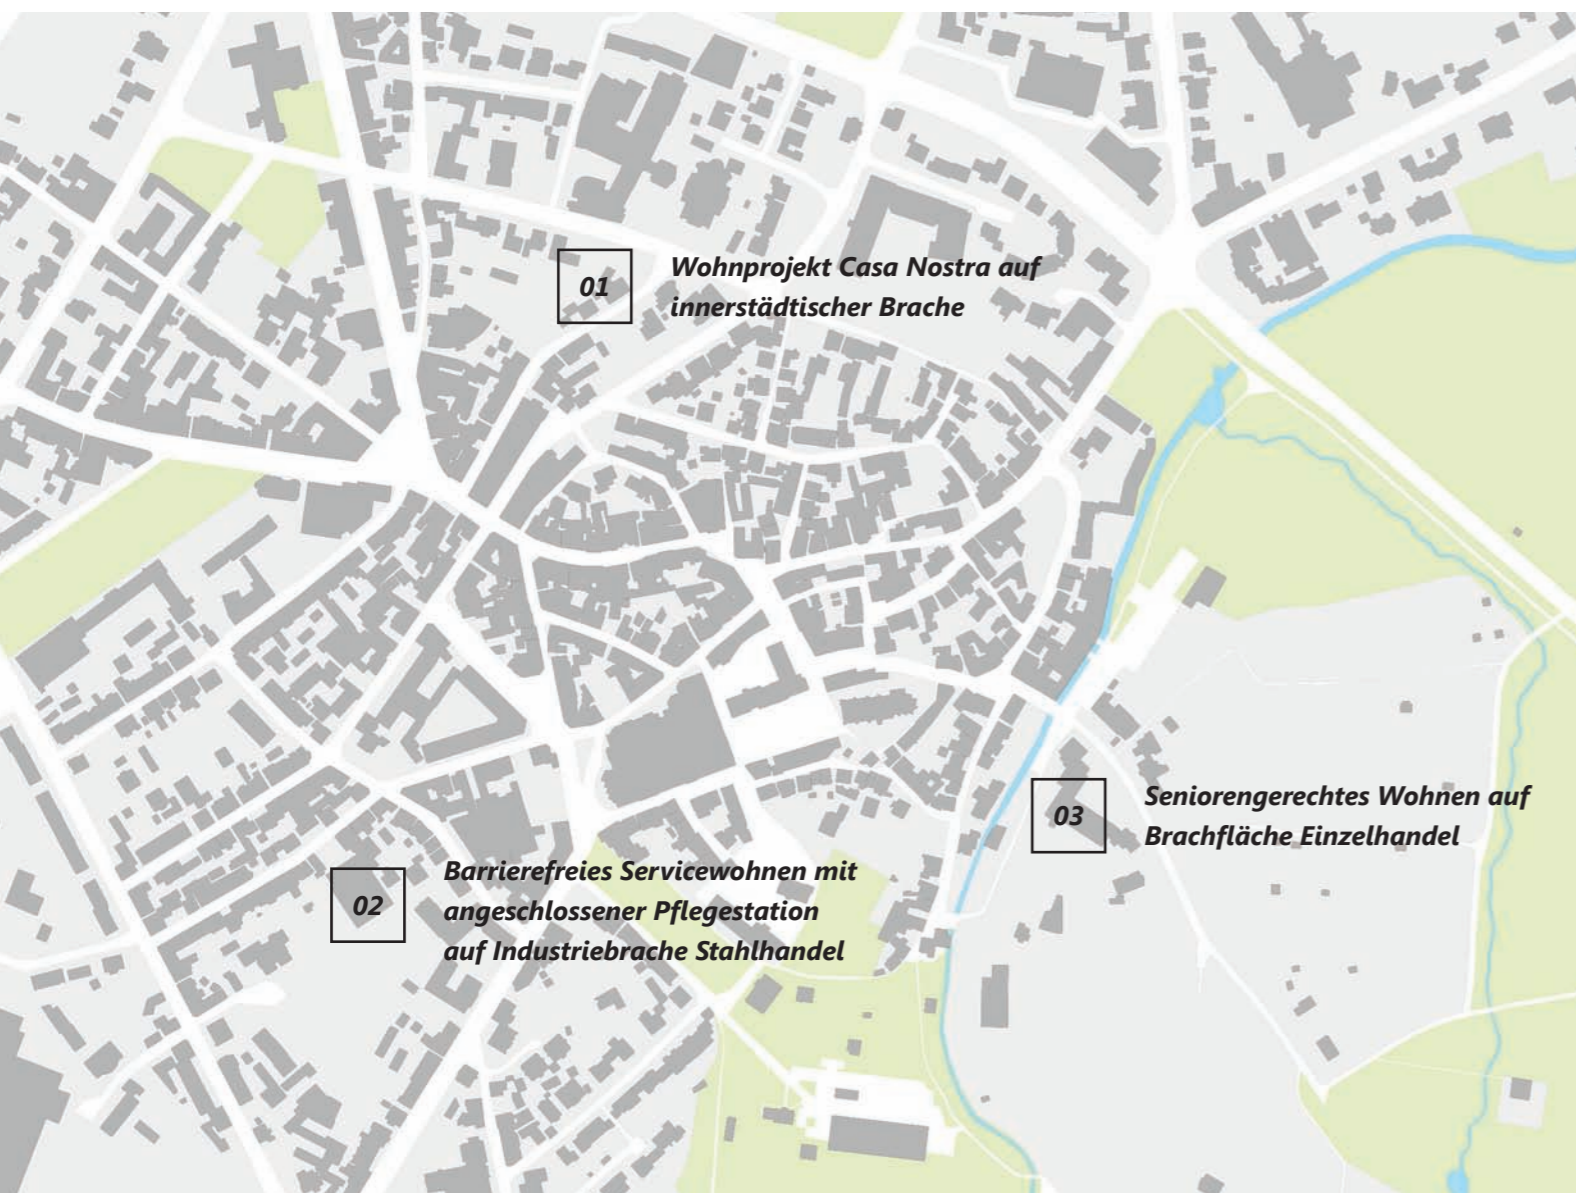 01
Wohnprojekt Casa Nostra auf
innerstädtischer Brache
02
Barrierefreies Servicewohnen mit
angeschlossener Pflegestation
auf Industriebrache Stahlhandel
03
Seniorengerechtes Wohnen auf
Brachfläche Einzelhandel